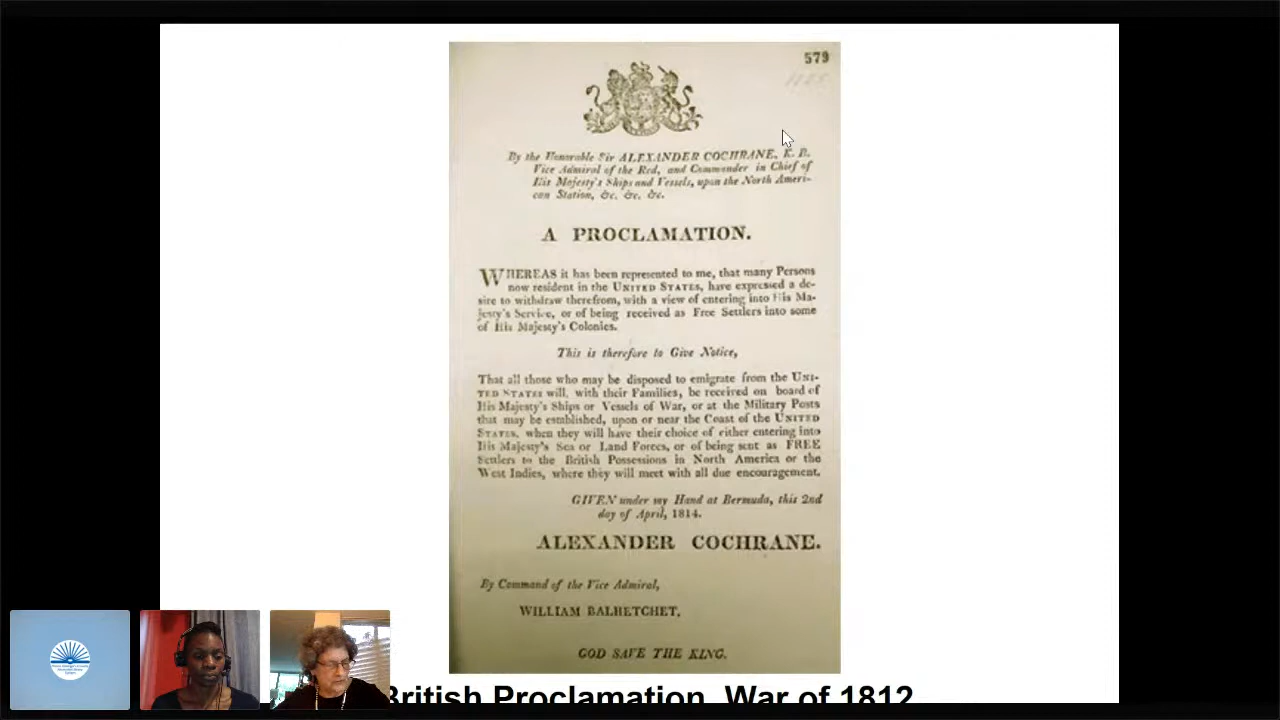 579
By the Honorable Sir ALEXANDER COCHRANE, K. B.
Vice Admiral of the Red, and Commander in Chief of
His Majesty's Ships and Vessels, upon the North Ameri-
can Station, &c. &c. &c.
A PROCLAMATION.
WHEREAS it has been represented to me, that many Persons
now resident in the UNITED STATES, have expressed a de-
sire to withdraw therefrom, with a view of entering into His Ma-
jesty's Service, or of being received as Free Settlers into some
of His Majesty's Colonies.
This is therefore to Give Notice,
That all those who may be disposed to emigrate from the UNI-
TED STATES will, with their Families, be received on board of
His Majesty's Ships or Vessels of War, or at the Military Posts
that may be established, upon or near the Coast of the UNITED
STATES, when they will have their choice of either entering into
His Majesty's Sea or Land Forces, or of being sent as FREE
Settlers to the British Possessions in North America or the
West Indies, where they will meet with all due encouragement.
GIVEN under my Hand at Bermuda, this 2nd
day of April, 1814.
ALEXANDER COCHRANE.
By Command of the Vice Admiral,
WILLIAM BALHETCHET.
GOD SAVE THE KING.
British Proclamation, War of 1812